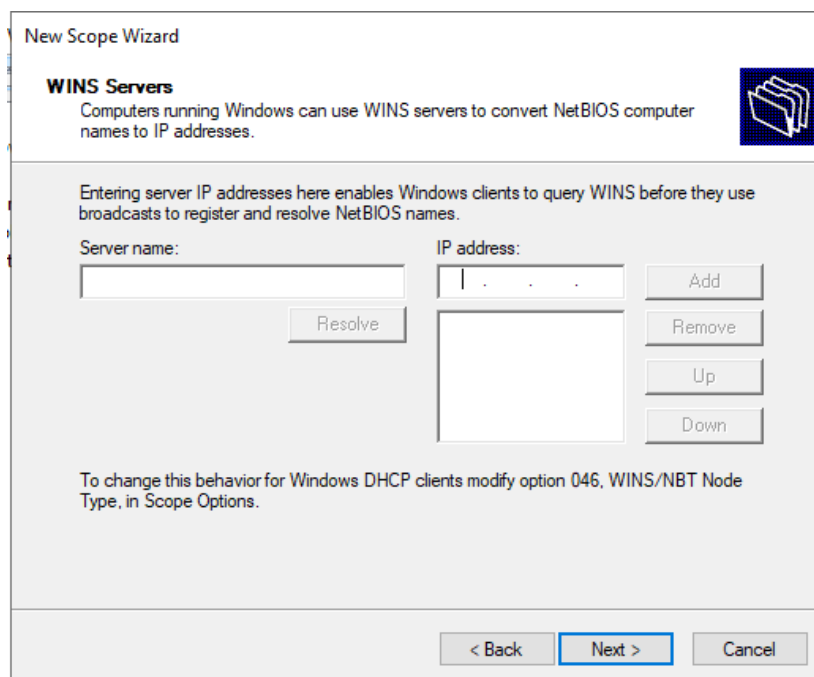 New Scope Wizard
WINS Servers
Computers running Windows can use WINS servers to convert NetBIOS computer
names to IP addresses.
Entering server IP addresses here enables Windows clients to query WINS before they use
broadcasts to register and resolve NetBIOS names.
Server name:
IP address:
. . .
Add
Resolve
Remove
Up
Down
To change this behavior for Windows DHCP clients modify option 046, WINS/NBT Node
Type, in Scope Options.
< Back
Next >
Cancel